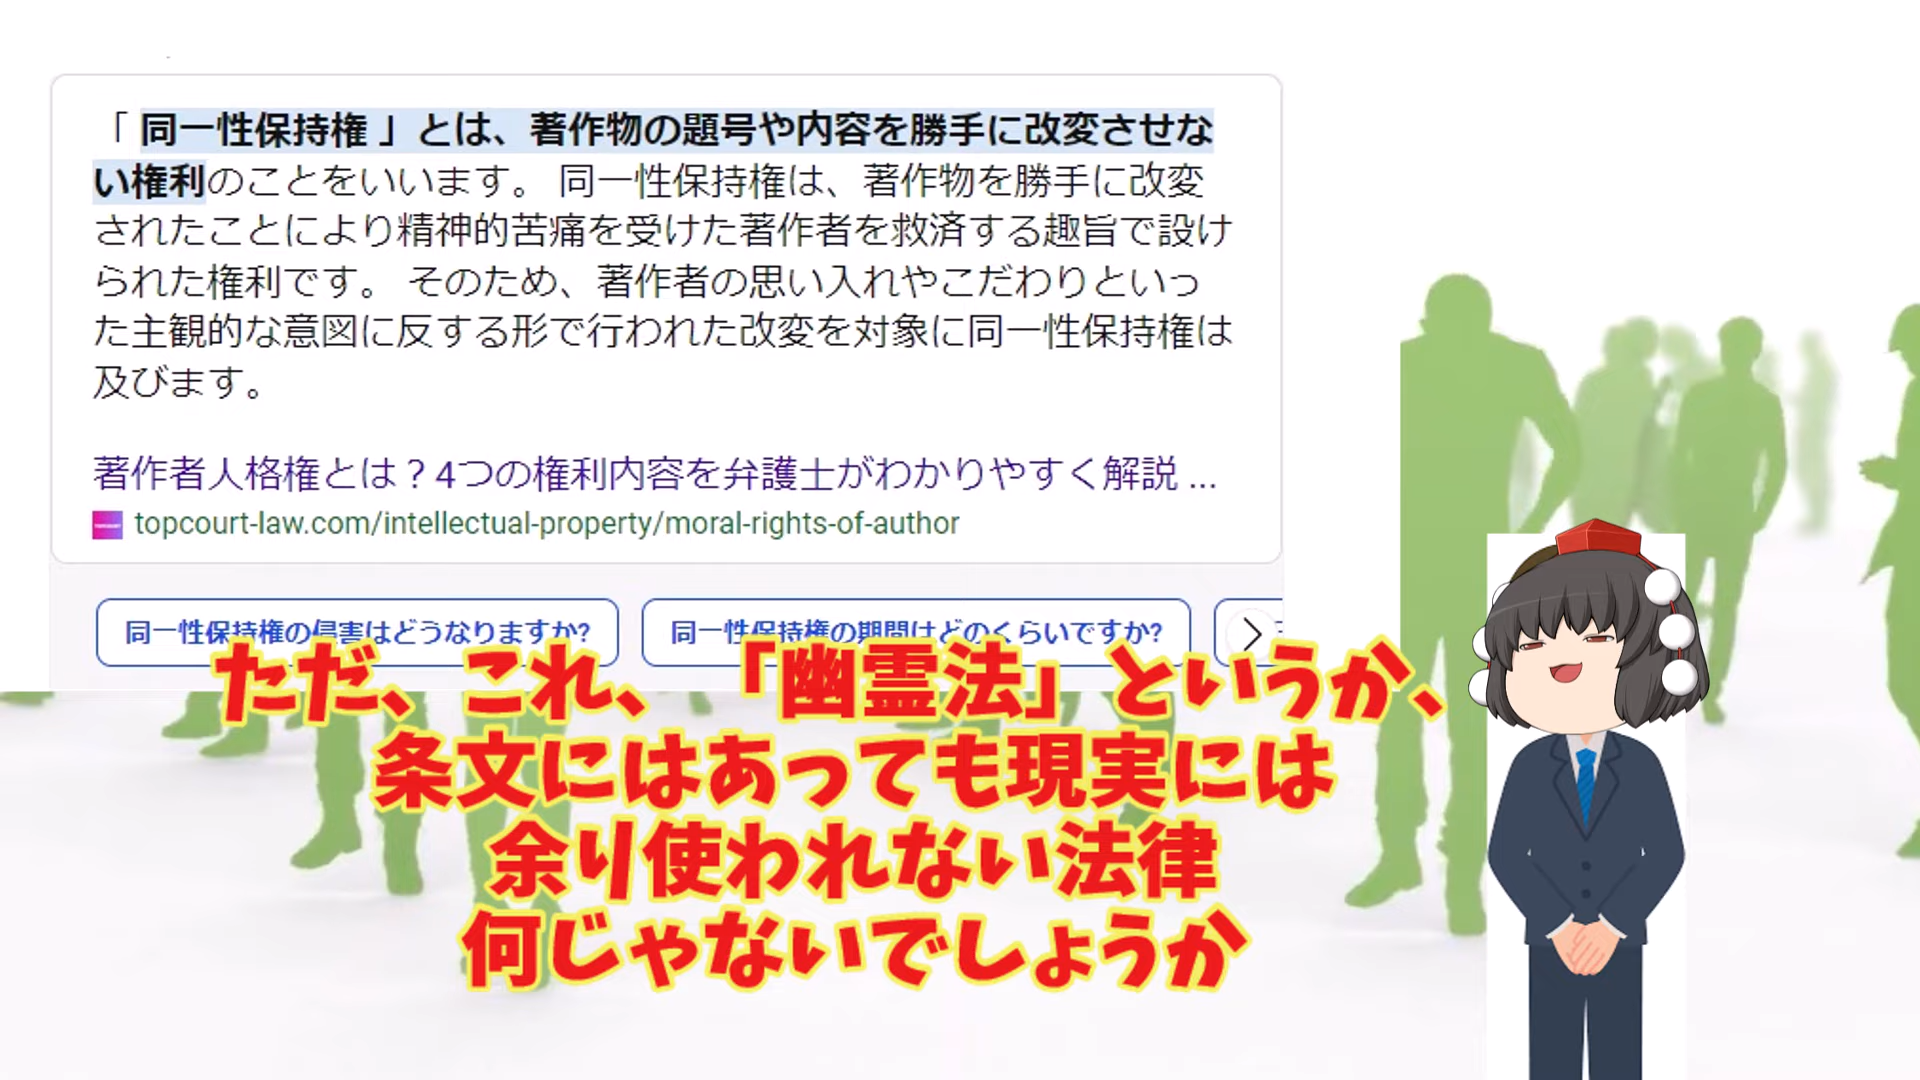 「 同一性保持権 」とは、著作物の題号や内容を勝手に改変させな
い権利のことをいいます。 同一性保持権は、著作物を勝手に改変
されたことにより精神的苦痛を受けた著作者を救済する趣旨で設け
られた権利です。 そのため、著作者の思い入れやこだわりといっ
た主観的な意図に反する形で行われた改変を対象に同一性保持権は
及びます。
著作者人格権とは？4つの権利内容を弁護士がわかりやすく解説 ...
topcourt-law.com/intellectual-property/moral-rights-of-author
同一性保持権の侵害はどうなりますか?
同一性保持権の期間はどのくらいですか?
ただ、これ、「幽霊法」というか、
条文にはあっても現実には
余り使われない法律
何じゃないでしょうか